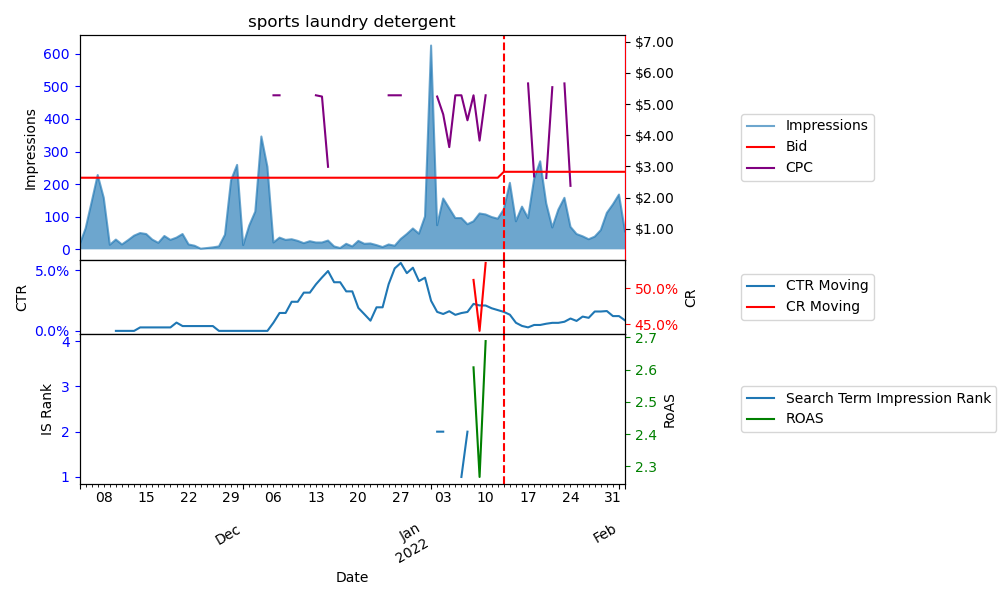 sports laundry detergent
Impressions
600
500
400
300
200
100
0
$7.00
$6.00
$5.00
$4.00
$3.00
$2.00
$1.00
Impressions
Bid
CPC
CTR
5.0%
0.0%
50.0%
45.0%
CR
CTR Moving
CR Moving
IS Rank
4
3
2
1
2.7
2.6
2.5
2.4
2.3
RoAS
Search Term Impression Rank
ROAS
08 15 22 29 06 13 20 27 03 10 17 24 31
Dec Jan Feb
2022
Date